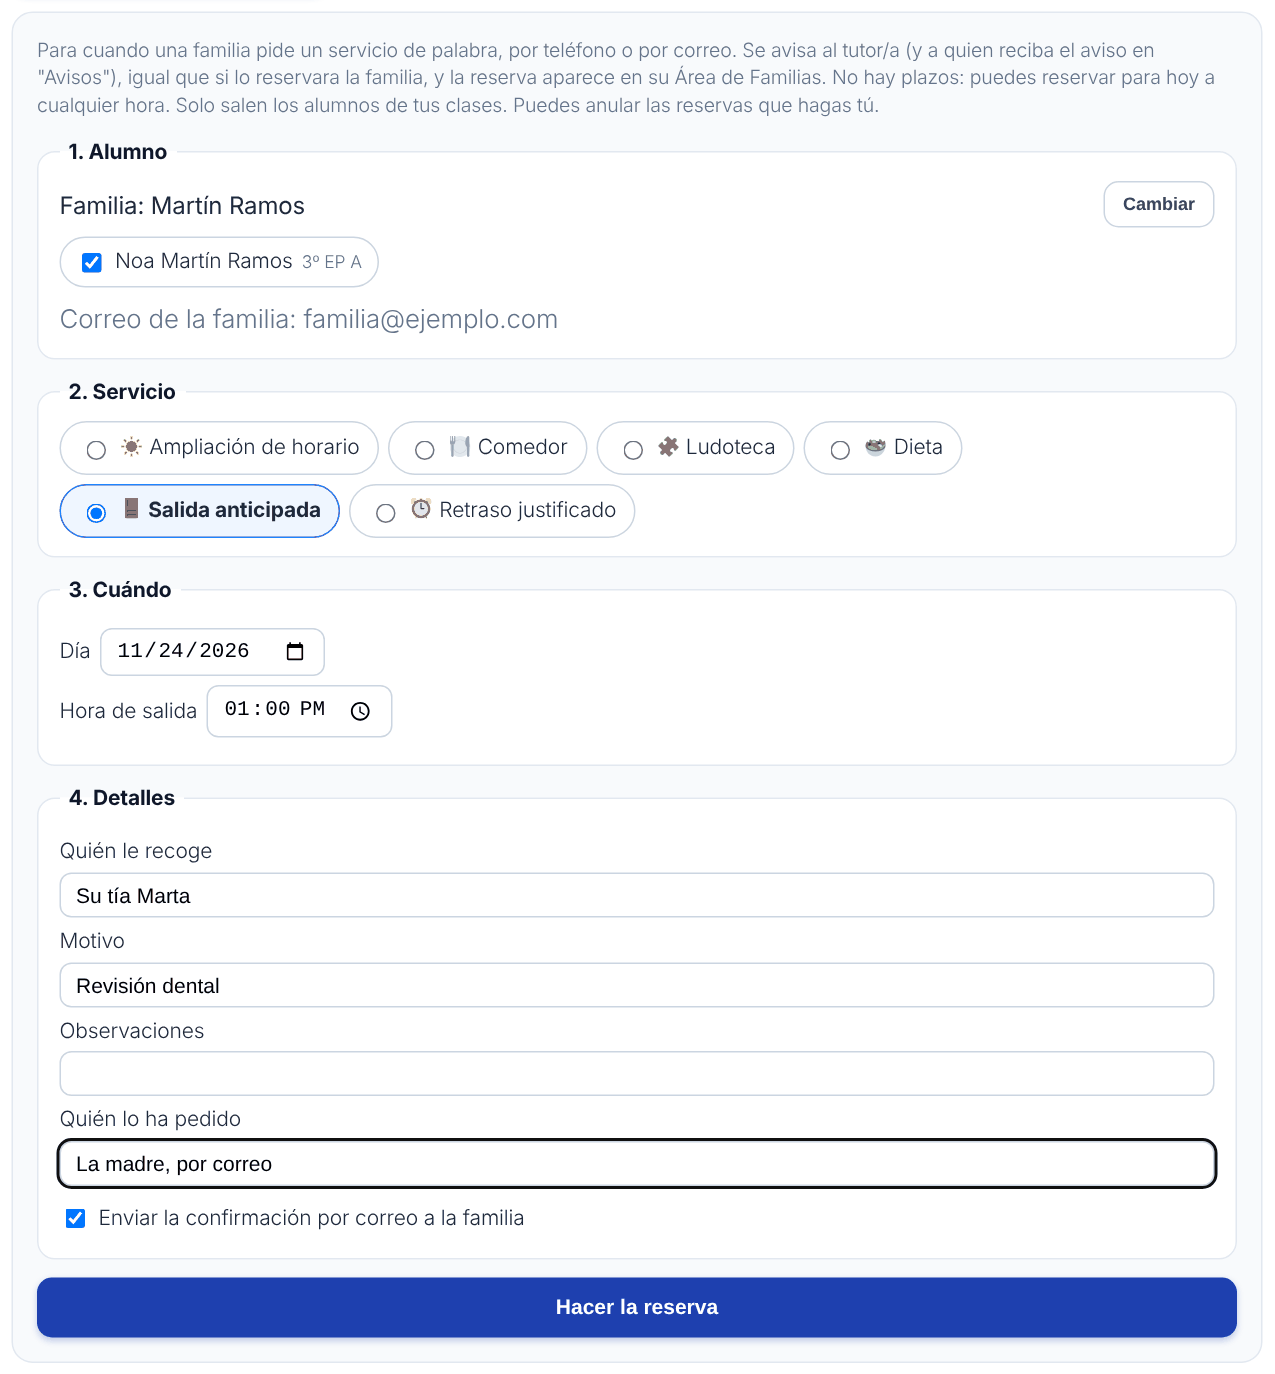 Para cuando una familia pide un servicio de palabra, por teléfono o por correo. Se avisa al tutor/a (y a quien reciba el aviso en
"Avisos"), igual que si lo reservara la familia, y la reserva aparece en su Área de Familias. No hay plazos: puedes reservar para hoy a
cualquier hora. Solo salen los alumnos de tus clases. Puedes anular las reservas que hagas tú.
1. Alumno
Familia: Martín Ramos
Cambiar
Noa Martín Ramos 3º EP A
Correo de la familia: familia@ejemplo.com
2. Servicio
Ampliación de horario
Comedor
Ludoteca
Dieta
Salida anticipada
Retraso justificado
3. Cuándo
Día 11/24/2026
Hora de salida 01:00 PM
4. Detalles
Quién le recoge
Su tía Marta
Motivo
Revisión dental
Observaciones
Quién lo ha pedido
La madre, por correo
Enviar la confirmación por correo a la familia
Hacer la reserva